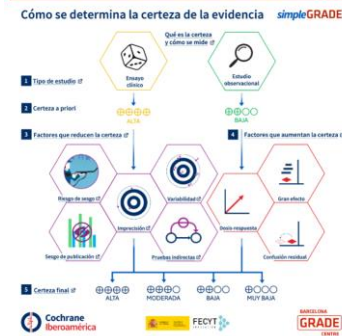 Cómo se determina la certeza de la evidencia
simpleGRADE
Qué es la certeza
y cómo se mide
Ensayo
clínico
Estudio
observacional
1 Tipo de estudio
2 Certeza a priori
ALTA
BAJA
3 Factores que reducen la certeza
4 Factores que aumentan la certeza
Riesgo de sesgo
Variabilidad
Gran efecto
Imprecisión
Dosis-respuesta
Sesgo de publicación
Pruebas indirectas
Confusión residual
5 Certeza final
ALTA
MODERADA
BAJA
MUY BAJA
Cochrane
Iberoamérica
FECYT
BARCELONA
GRADE
CENTRE